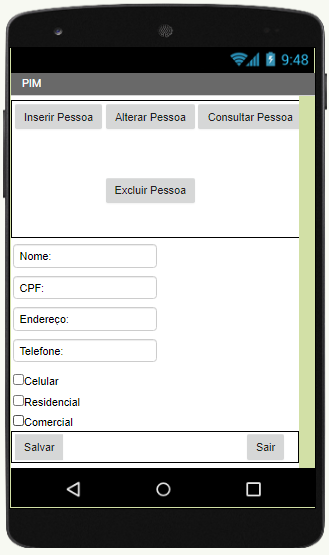 9:48
PIM
Inserir Pessoa Alterar Pessoa Consultar Pessoa
Excluir Pessoa
Nome:
CPF:
Endereço:
Telefone:
Celular
Residencial
Comercial
Salvar Sair